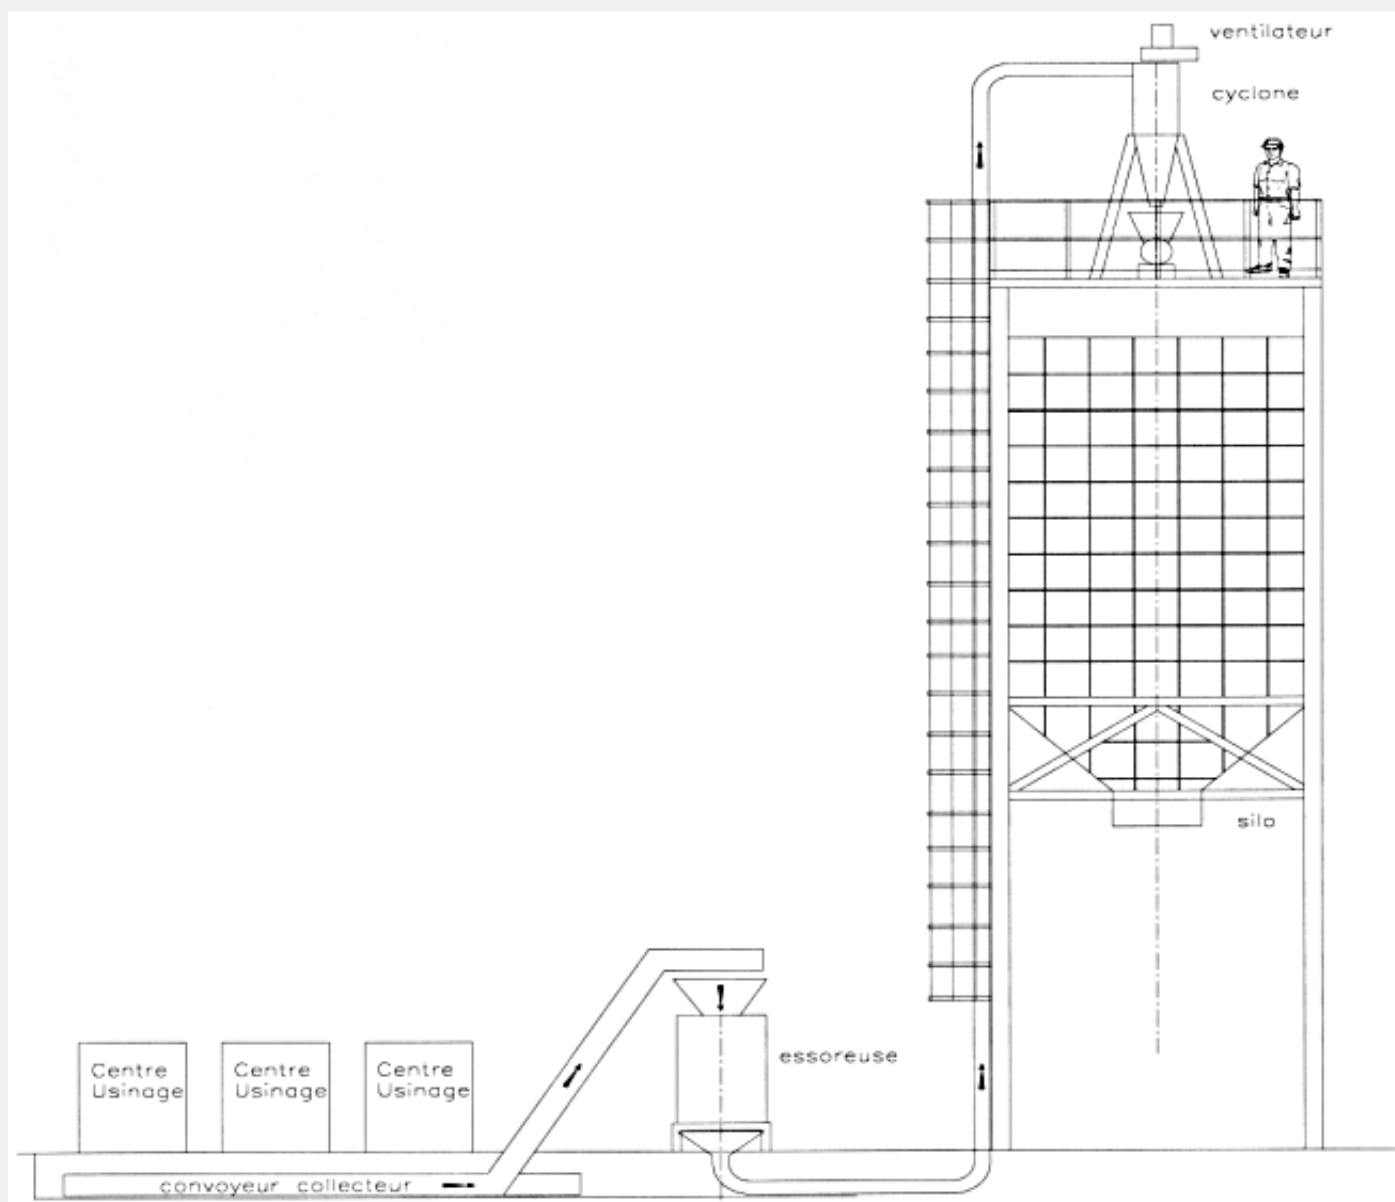 ventilateur
cyclone
silo
essoreuse
Centre
Usinage
Centre
Usinage
Centre
Usinage
convoyeur collecteur